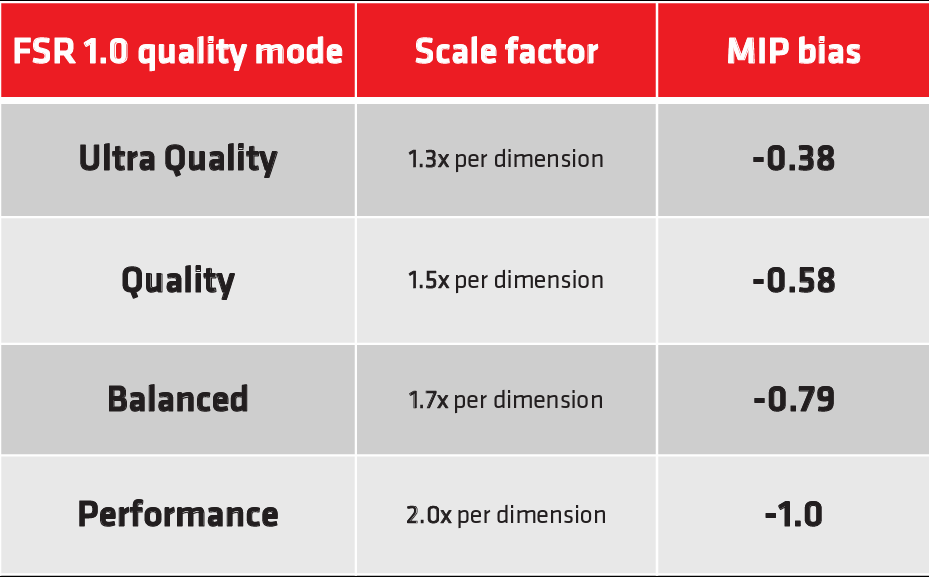 FSR 1.0 quality mode Scale factor MIP bias
Ultra Quality 1.3x per dimension -0.38
Quality 1.5x per dimension -0.58
Balanced 1.7x per dimension -0.79
Performance 2.0x per dimension -1.0